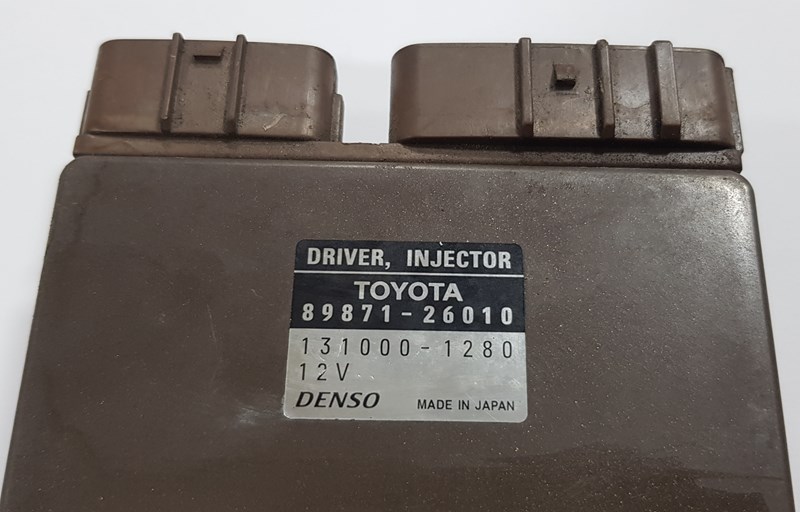 DRIVER, INJECTOR
TOYOTA
89871-26010
131000-1280
12V
DENSO MADE IN JAPAN